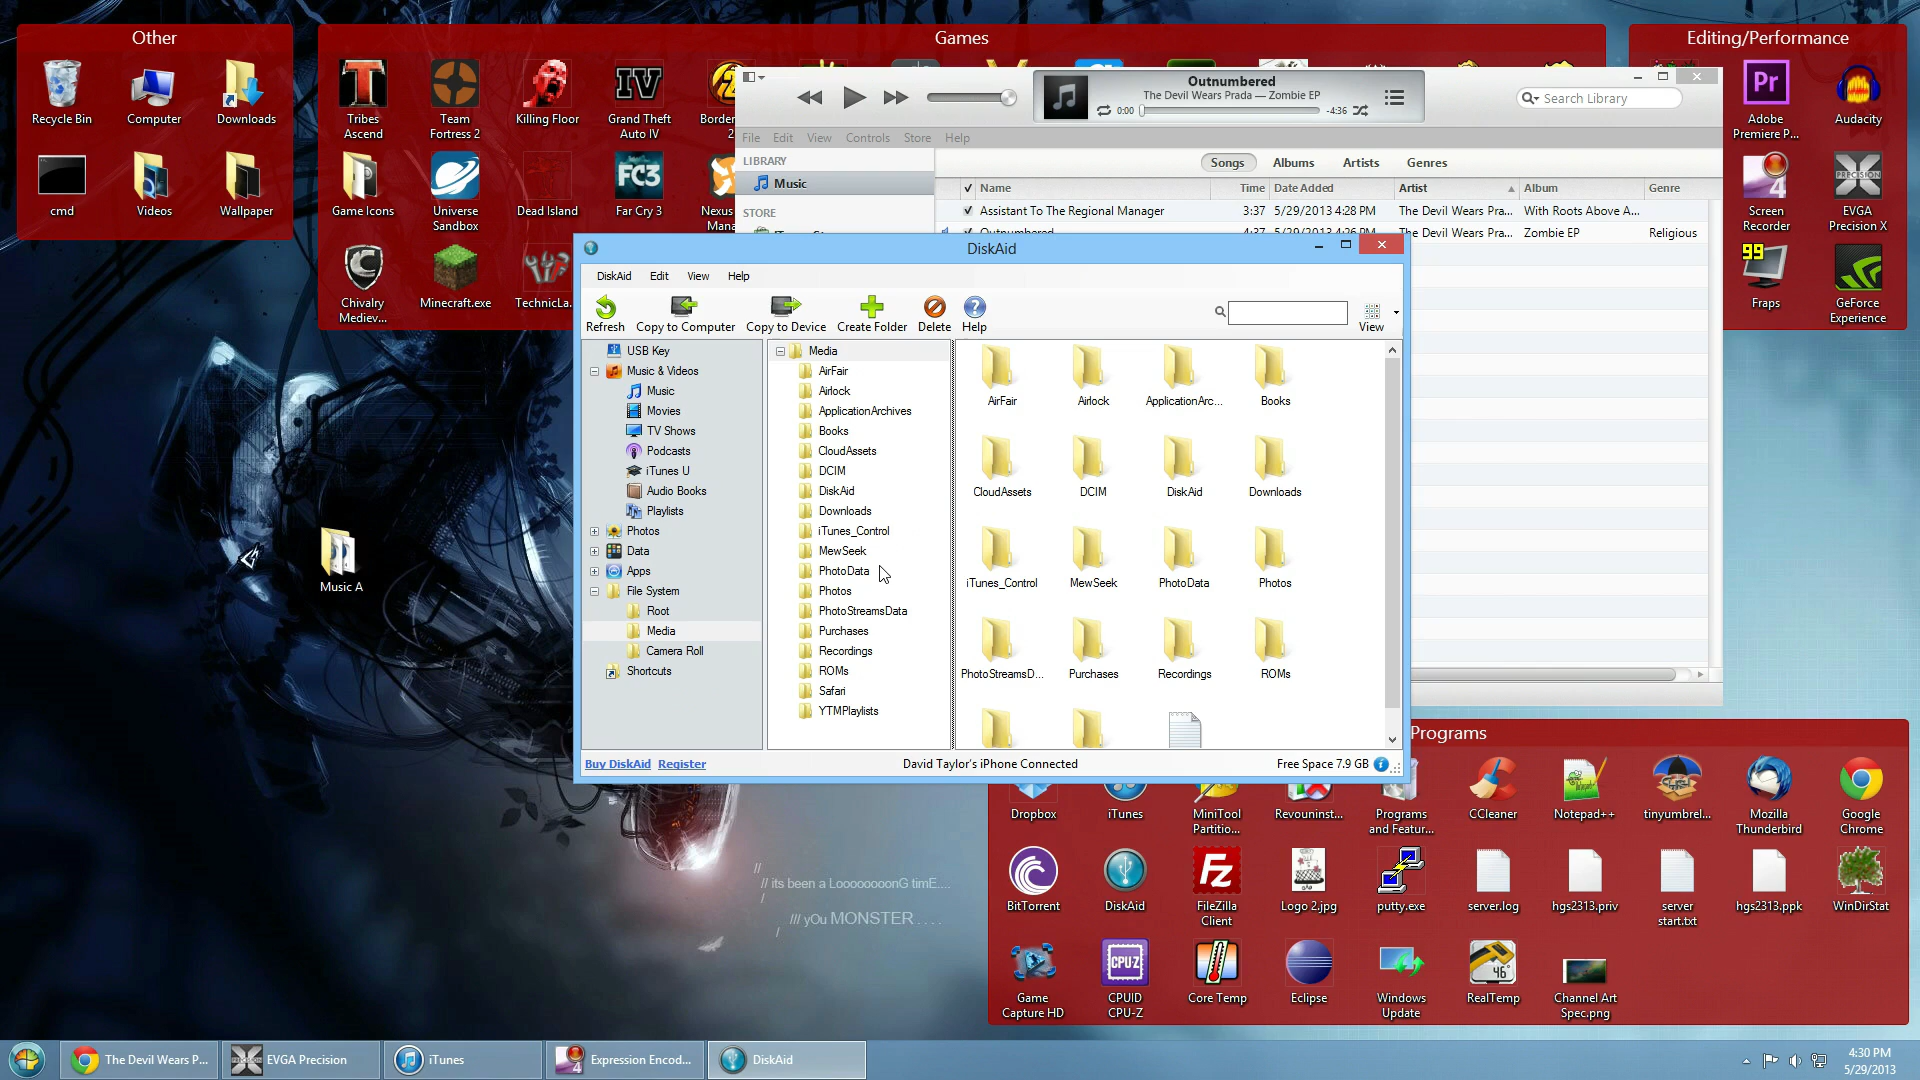 Other
Recycle Bin
Computer
Downloads
cmd
Videos
Wallpaper
Games
Tribes
Ascend
Team
Fortress 2
Killing Floor
Grand Theft
Auto IV
Border
2
Game Icons
Universe
Sandbox
Dead Island
Far Cry 3
Nexus
Mana
Chivalry
Mediev...
Minecraft.exe
TechnicLa.
IV
FC3
Editing/Performance
Pr
Adobe
Premiere P...
Audacity
4
Screen
Recorder
PRECISION
EVGA
Precision X
99
Fraps
GeForce
Experience
Outnumbered
The Devil Wears Prada — Zombie EP
0:00
-4:36
Search Library
File Edit View Controls Store Help
LIBRARY
Music
STORE
Songs Albums Artists Genres
Name Time Date Added Artist Album Genre
Assistant To The Regional Manager 3:37 5/29/2013 4:28 PM The Devil Wears Pra... With Roots Above A...
Outnumbered 4:37 5/29/2013 4:26 PM The Devil Wears Pra... Zombie EP Religious
DiskAid
DiskAid Edit View Help
Refresh Copy to Computer Copy to Device Create Folder Delete Help View
USB Key
Music & Videos
Music
Movies
TV Shows
Podcasts
iTunes U
Audio Books
Playlists
Photos
Data
Apps
File System
Root
Media
Camera Roll
Shortcuts
Media
AirFair
Airlock
ApplicationArchives
Books
CloudAssets
DCIM
DiskAid
Downloads
iTunes_Control
MewSeek
PhotoData
Photos
PhotoStreamsData
Purchases
Recordings
ROMs
Safari
YTMPlaylists
AirFair Airlock ApplicationArc... Books
CloudAssets DCIM DiskAid Downloads
iTunes_Control MewSeek PhotoData Photos
PhotoStreamsD... Purchases Recordings ROMs
Buy DiskAid Register David Taylor's iPhone Connected Free Space 7.9 GB
Music A
//
// its been a LoooooooonG timE....
/
/// yOu MONSTER . . . .
/
Programs
Dropbox
iTunes
MiniTool
Partitio...
Revouninst...
Programs
and Featur...
CCleaner
Notepad++
tinyumbrel...
Mozilla
Thunderbird
Google
Chrome
BitTorrent
DiskAid
Fz
FileZilla
Client
Logo 2.jpg
putty.exe
server.log
hgs2313.priv
server
start.txt
hgs2313.ppk
WinDirStat
Game
Capture HD
CPU-Z
CPUID
CPU-Z
Core Temp
Eclipse
Windows
Update
46°
RealTemp
Channel Art
Spec.png
The Devil Wears P...
EVGA Precision
iTunes
Expression Encod...
DiskAid
4:30 PM
5/29/2013